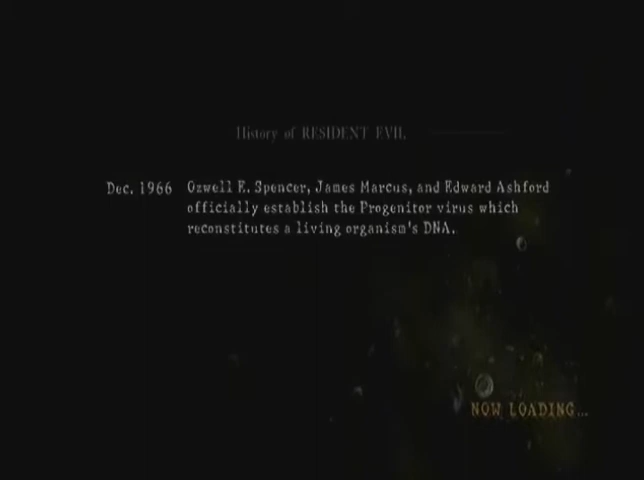 History of RESIDENT EVIL
Dec. 1966 Ozwell E. Spencer, James Marcus, and Edward Ashford
officially establish the Progenitor virus which
reconstitutes a living organism's DNA.
NOW LOADING...